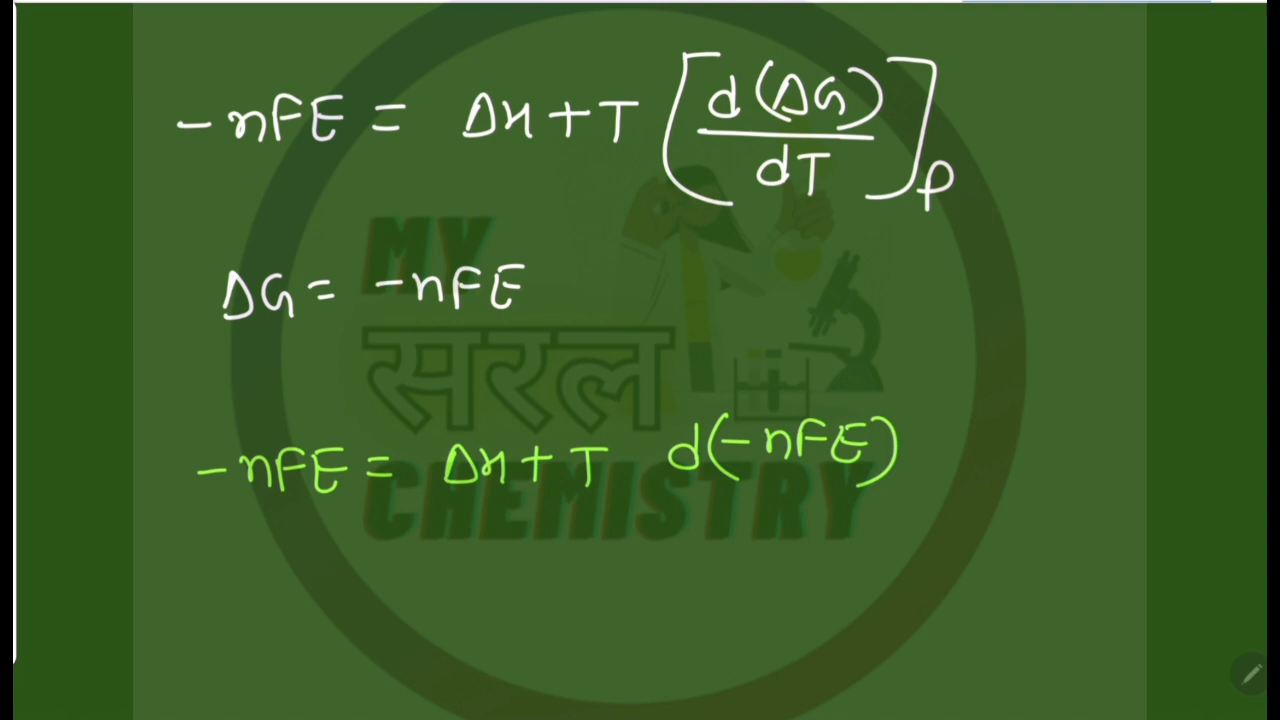 -nFE = ΔH + T [d(ΔG)/dT]p
ΔG = -nFE
MY
सरल
-nFE = ΔH + T d(-nFE)
CHEMISTRY